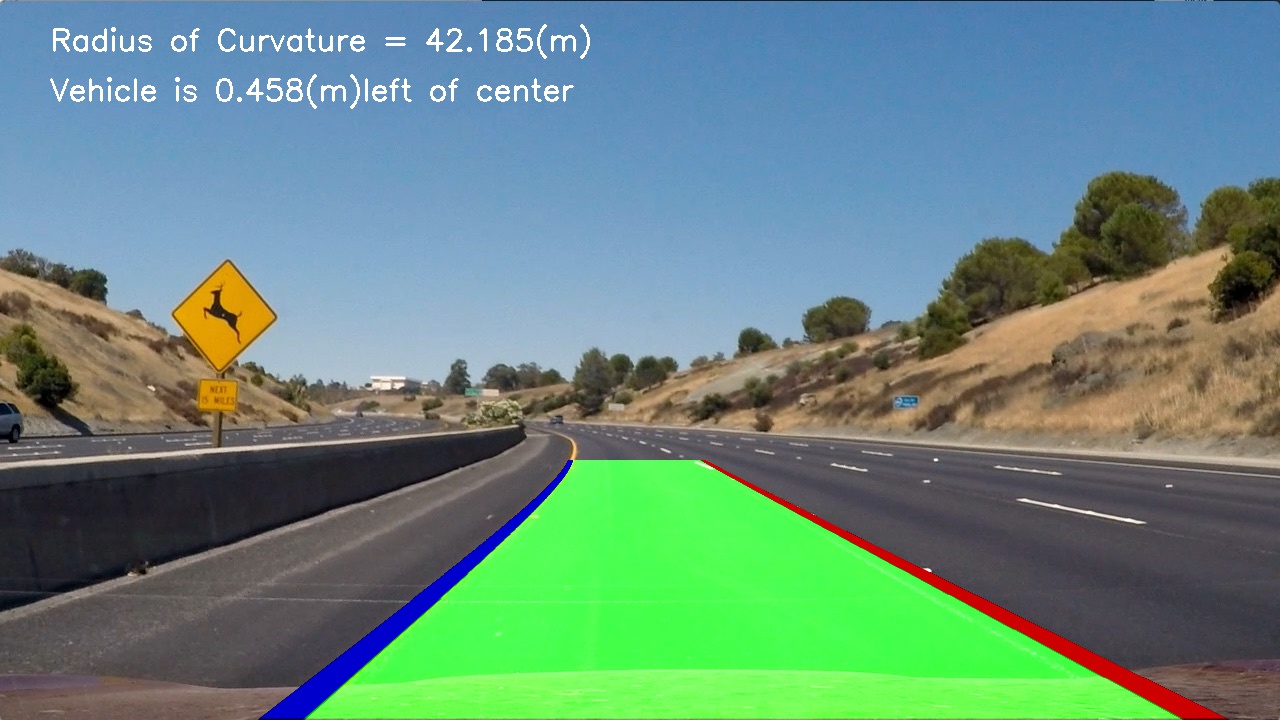 Radius of Curvature = 42.185(m)
Vehicle is 0.458(m)left of center
NEXT
15 MILES